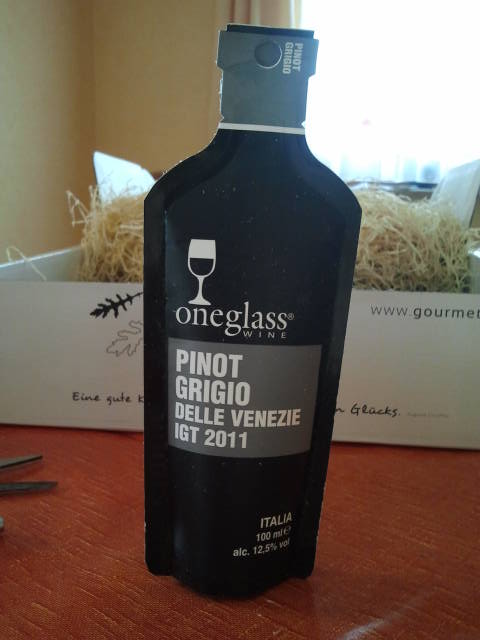 PINOT
GRIGIO
oneglass®
WINE
PINOT
GRIGIO
DELLE VENEZIE
IGT 2011
ITALIA
100 ml e
alc. 12,5% vol
www.gourmet
Eine gute k
n Glücks.